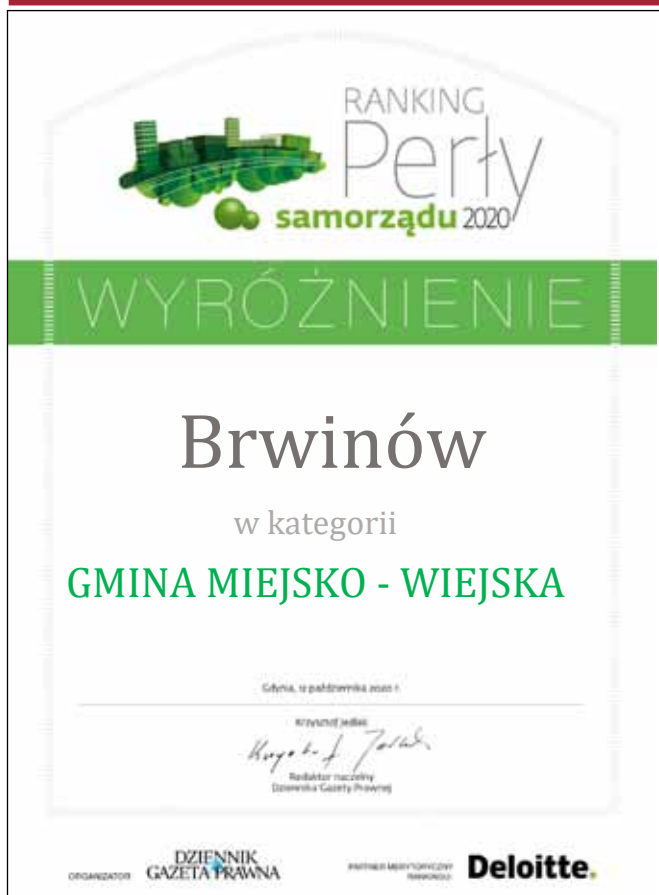 RANKING
Perły
samorządu 2020
WYRÓŻNIENIE
Brwinów
w kategorii
GMINA MIEJSKO - WIEJSKA
Gdynia, października 2020 r.
Krzysztof Jedlak
Redaktor naczelny
Dziennika Gazety Prawnej
ORGANIZATOR
DZIENNIK
GAZETA PRAWNA
PARTNER MERYTORYCZNY
RANKINGU
Deloitte.